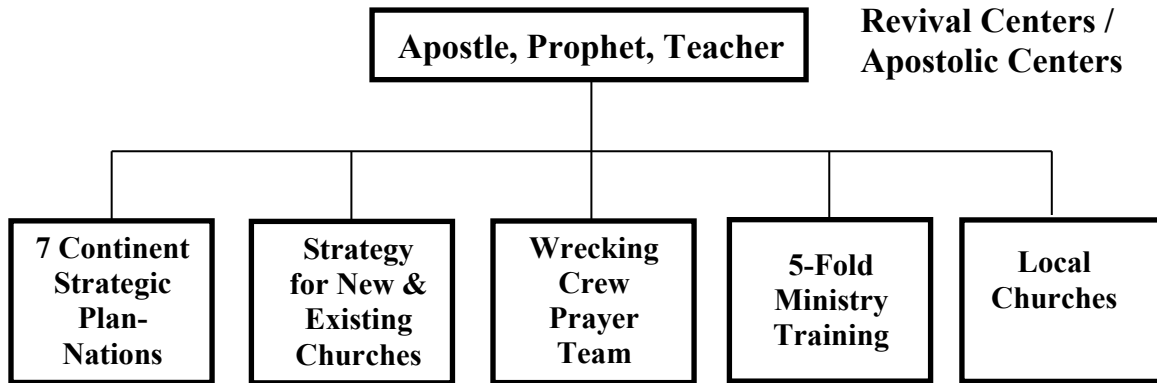 Apostle, Prophet, Teacher
Revival Centers /
Apostolic Centers
7 Continent
Strategic
Plan-
Nations
Strategy
for New &
Existing
Churches
Wrecking
Crew
Prayer
Team
5-Fold
Ministry
Training
Local
Churches